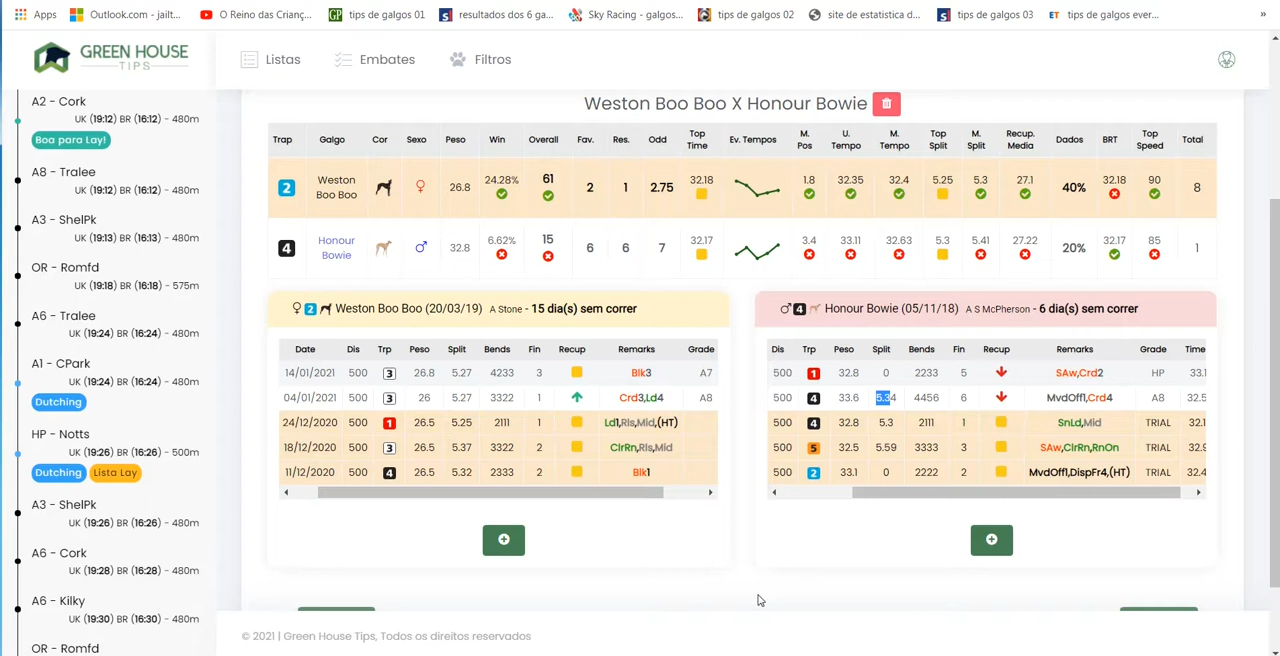 Apps Outlook.com - jailt... O Reino das Crianç... tips de galgos 01 resultados dos 6 ga... Sky Racing - galgos... tips de galgos 02 site de estatistica d... tips de galgos 03 tips de galgos ever... »
GREEN HOUSE
TIPS
Listas Embates Filtros
A2 - Cork
UK (19:12) BR (16:12) - 480m
Boa para Lay!
A8 - Tralee
UK (19:12) BR (16:12) - 480m
A3 - ShelPk
UK (19:13) BR (16:13) - 480m
OR - Romfd
UK (19:18) BR (16:18) - 575m
A6 - Tralee
UK (19:24) BR (16:24) - 480m
A1 - CPark
UK (19:24) BR (16:24) - 480m
Dutching
HP - Notts
UK (19:26) BR (16:26) - 500m
Dutching Lista Lay
A3 - ShelPk
UK (19:26) BR (16:26) - 480m
A6 - Cork
UK (19:28) BR (16:28) - 480m
A6 - Kilky
UK (19:30) BR (16:30) - 480m
OR - Romfd
Weston Boo Boo X Honour Bowie
Trap Galgo Cor Sexo Peso Win Overall Fav. Res. Odd Top Time Ev. Tempos M. Pos U. Tempo M. Tempo Top Split M. Split Recup. Media Dados BRT Top Speed Total
2 Weston Boo Boo 26.8 24.28% 61 2 1 2.75 32.18 1.8 32.35 32.4 5.25 5.3 27.1 40% 32.18 90 8
4 Honour Bowie 32.8 6.62% 15 6 6 7 32.17 3.4 33.11 32.63 5.3 5.41 27.22 20% 32.17 85 1
♀ 2 Weston Boo Boo (20/03/19) A Stone - 15 dia(s) sem correr
Date Dis Trp Peso Split Bends Fin Recup Remarks Grade
14/01/2021 500 3 26.8 5.27 4233 3 Blk3 A7
04/01/2021 500 3 26 5.27 3322 1 Crd3,Ld4 A8
24/12/2020 500 1 26.5 5.25 2111 1 Ld1,Rls,Mid,(HT)
18/12/2020 500 3 26.5 5.37 3322 2 ClrRn,Rls,Mid
11/12/2020 500 4 26.5 5.32 2333 2 Blk1
♂ 4 Honour Bowie (05/11/18) A S McPherson - 6 dia(s) sem correr
Dis Trp Peso Split Bends Fin Recup Remarks Grade Time
500 1 32.8 0 2233 5 SAw,Crd2 HP 33.1
500 4 33.6 5.34 4456 6 MvdOff1,Crd4 A8 32.5
500 4 32.8 5.3 2111 1 SnLd,Mid TRIAL 32.1
500 5 32.5 5.59 3333 3 SAw,ClrRn,RnOn TRIAL 32.9
500 2 33.1 0 2222 2 MvdOff1,DispFr4,(HT) TRIAL 32.4
© 2021 | Green House Tips, Todos os direitos reservados